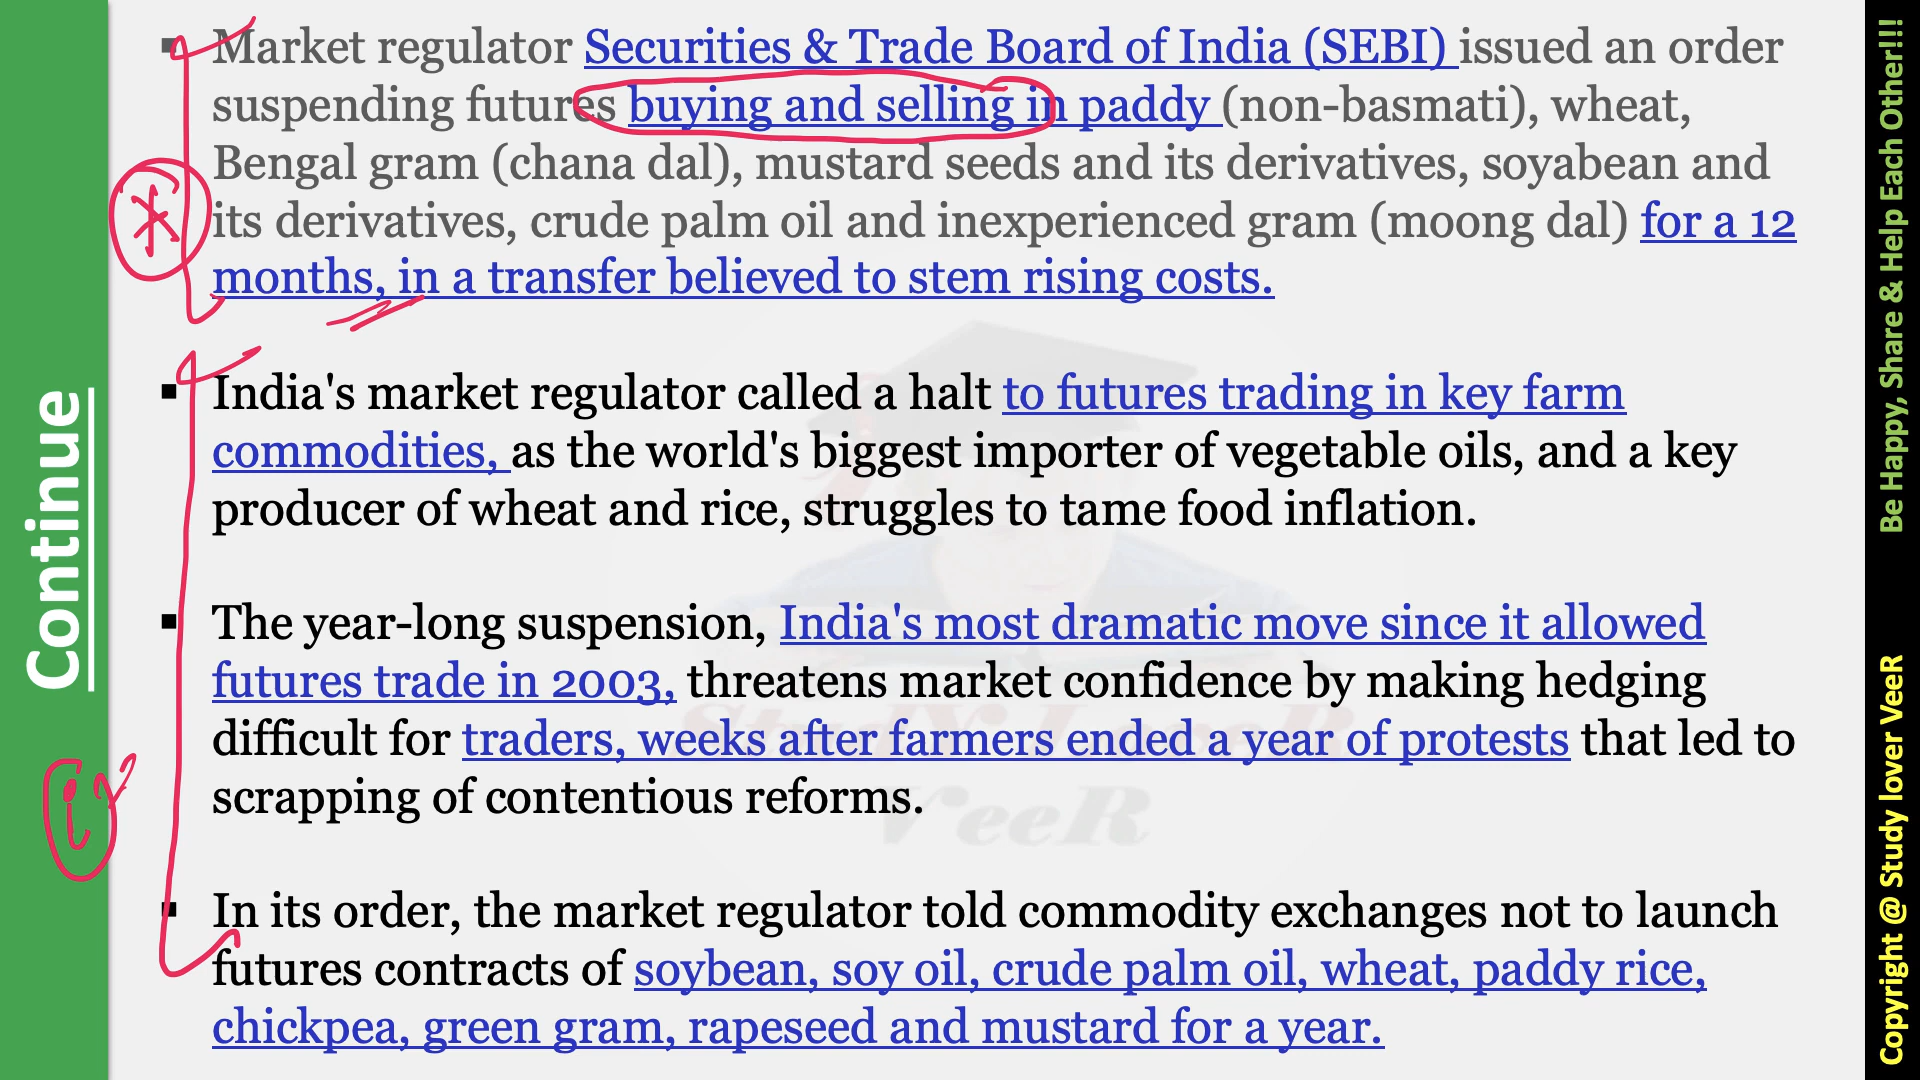 Continue
▪ Market regulator Securities & Trade Board of India (SEBI) issued an order
suspending futures buying and selling in paddy (non-basmati), wheat,
Bengal gram (chana dal), mustard seeds and its derivatives, soyabean and
its derivatives, crude palm oil and inexperienced gram (moong dal) for a 12
months, in a transfer believed to stem rising costs.
▪ India's market regulator called a halt to futures trading in key farm
commodities, as the world's biggest importer of vegetable oils, and a key
producer of wheat and rice, struggles to tame food inflation.
▪ The year-long suspension, India's most dramatic move since it allowed
futures trade in 2003, threatens market confidence by making hedging
difficult for traders, weeks after farmers ended a year of protests that led to
scrapping of contentious reforms.
▪ In its order, the market regulator told commodity exchanges not to launch
futures contracts of soybean, soy oil, crude palm oil, wheat, paddy rice,
chickpea, green gram, rapeseed and mustard for a year.
StudY LoveR
VeeR
Be Happy, Share & Help Each Other!!!
Copyright @ Study lover VeeR